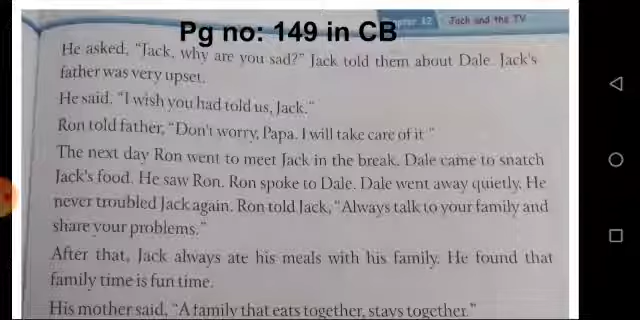 Pg no: 149 in CB
Chapter 12 Jack and the TV
He asked, "Jack, why are you sad?" Jack told them about Dale. Jack's
father was very upset.
He said, "I wish you had told us, Jack."
Ron told father, "Don't worry, Papa. I will take care of it."
The next day Ron went to meet Jack in the break. Dale came to snatch
Jack's food. He saw Ron. Ron spoke to Dale. Dale went away quietly. He
never troubled Jack again. Ron told Jack, "Always talk to your family and
share your problems."
After that, Jack always ate his meals with his family. He found that
family time is fun time.
His mother said, "A family that eats together, stays together."